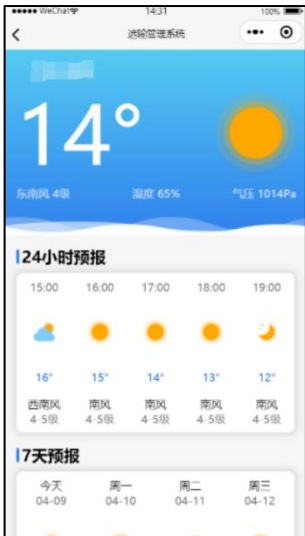 WeChat 14:31 100%
进输管理系统
14°
东南风 4级 湿度 65% 气压 1014Pa
24小时预报
15:00 16:00 17:00 18:00 19:00
16° 15° 14° 13° 12°
西南风 南风 南风 南风 南风
4-5级 4-5级 4-5级 4-5级 4-5级
7天预报
今天 周一 周二 周三
04-09 04-10 04-11 04-12